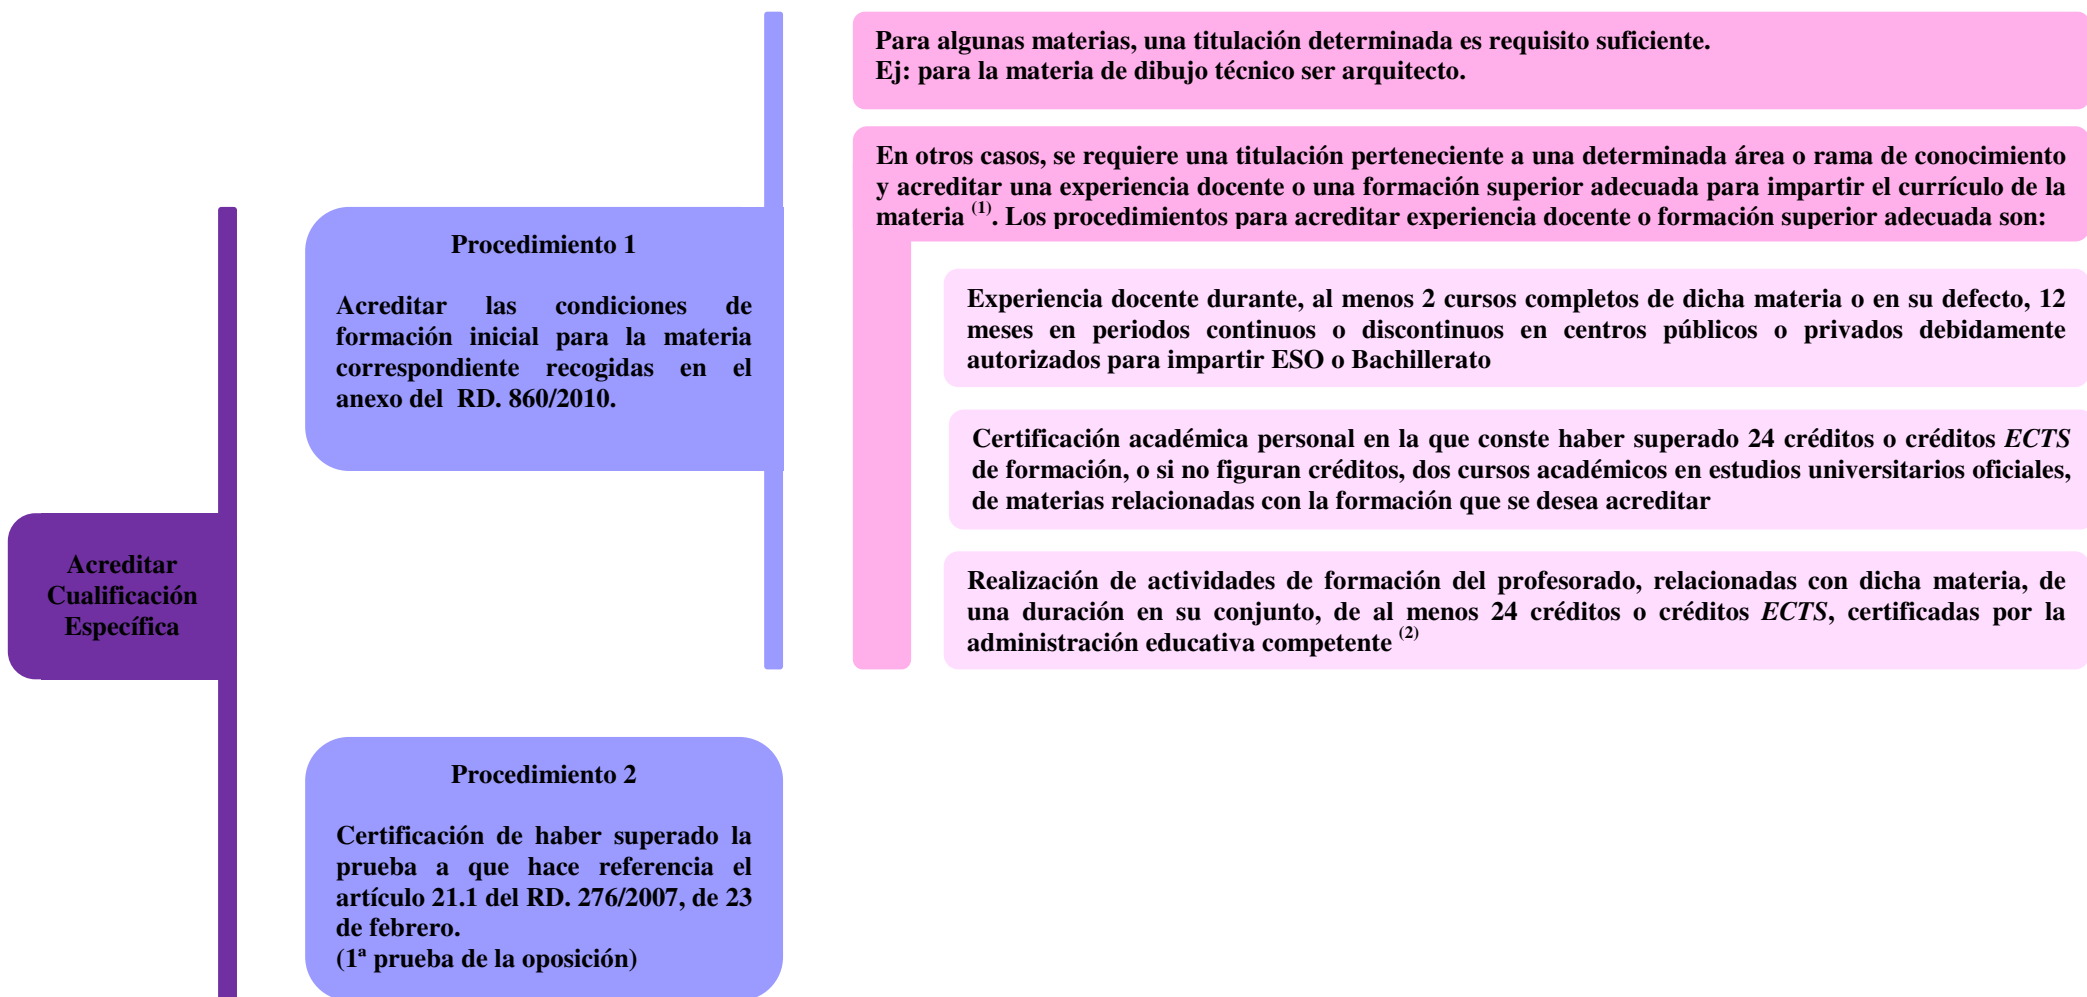 Para algunas materias, una titulación determinada es requisito suficiente.
Ej: para la materia de dibujo técnico ser arquitecto.
En otros casos, se requiere una titulación perteneciente a una determinada área o rama de conocimiento
y acreditar una experiencia docente o una formación superior adecuada para impartir el currículo de la
materia (1). Los procedimientos para acreditar experiencia docente o formación superior adecuada son:
Procedimiento 1
Acreditar las condiciones de
formación inicial para la materia
correspondiente recogidas en el
anexo del RD. 860/2010.
Experiencia docente durante, al menos 2 cursos completos de dicha materia o en su defecto, 12
meses en periodos continuos o discontinuos en centros públicos o privados debidamente
autorizados para impartir ESO o Bachillerato
Certificación académica personal en la que conste haber superado 24 créditos o créditos ECTS
de formación, o si no figuran créditos, dos cursos académicos en estudios universitarios oficiales,
de materias relacionadas con la formación que se desea acreditar
Acreditar
Cualificación
Específica
Realización de actividades de formación del profesorado, relacionadas con dicha materia, de
una duración en su conjunto, de al menos 24 créditos o créditos ECTS, certificadas por la
administración educativa competente (2)
Procedimiento 2
Certificación de haber superado la
prueba a que hace referencia el
artículo 21.1 del RD. 276/2007, de 23
de febrero.
(1ª prueba de la oposición)